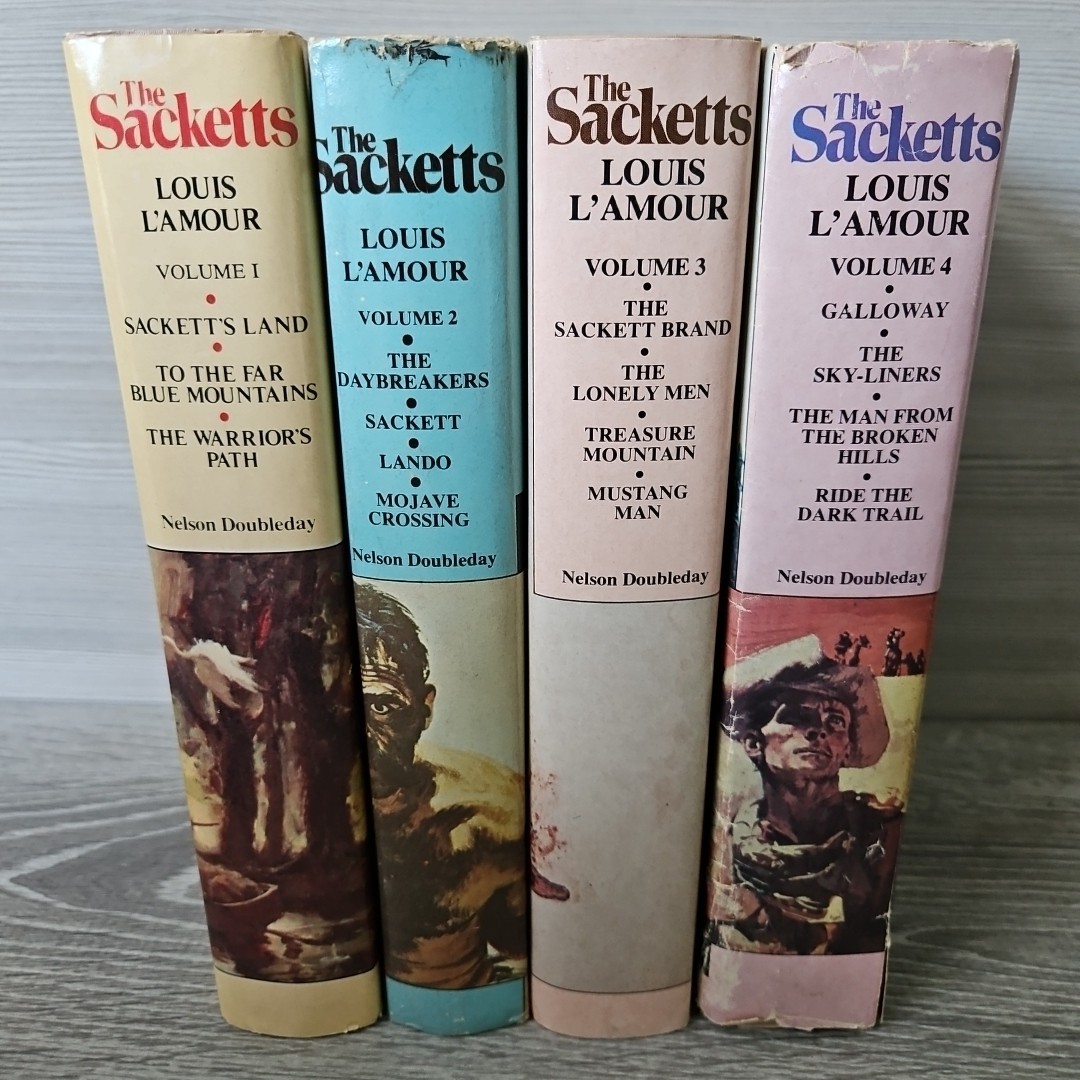 The
Sacketts
LOUIS
L'AMOUR
VOLUME I
SACKETT'S LAND
TO THE FAR
BLUE MOUNTAINS
THE WARRIOR'S
PATH
Nelson Doubleday
The
Sacketts
LOUIS
L'AMOUR
VOLUME 2
THE
DAYBREAKERS
SACKETT
LANDO
MOJAVE
CROSSING
Nelson Doubleday
The
Sacketts
LOUIS
L'AMOUR
VOLUME 3
THE
SACKETT BRAND
THE
LONELY MEN
TREASURE
MOUNTAIN
MUSTANG
MAN
Nelson Doubleday
The
Sacketts
LOUIS
L'AMOUR
VOLUME 4
GALLOWAY
THE
SKY-LINERS
THE MAN FROM
THE BROKEN
HILLS
RIDE THE
DARK TRAIL
Nelson Doubleday